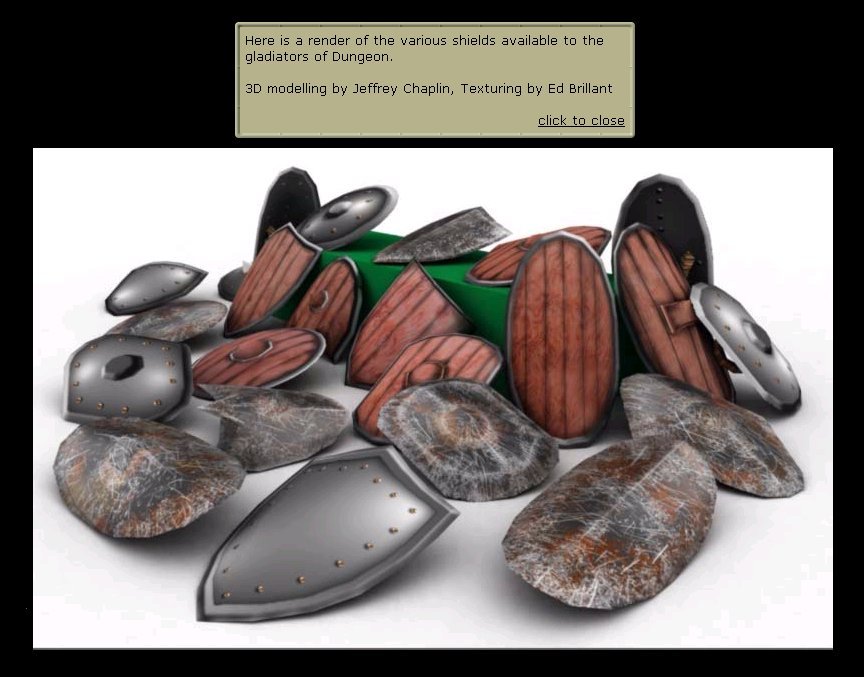 Here is a render of the various shields available to the
gladiators of Dungeon.
3D modelling by Jeffrey Chaplin, Texturing by Ed Brillant
click to close